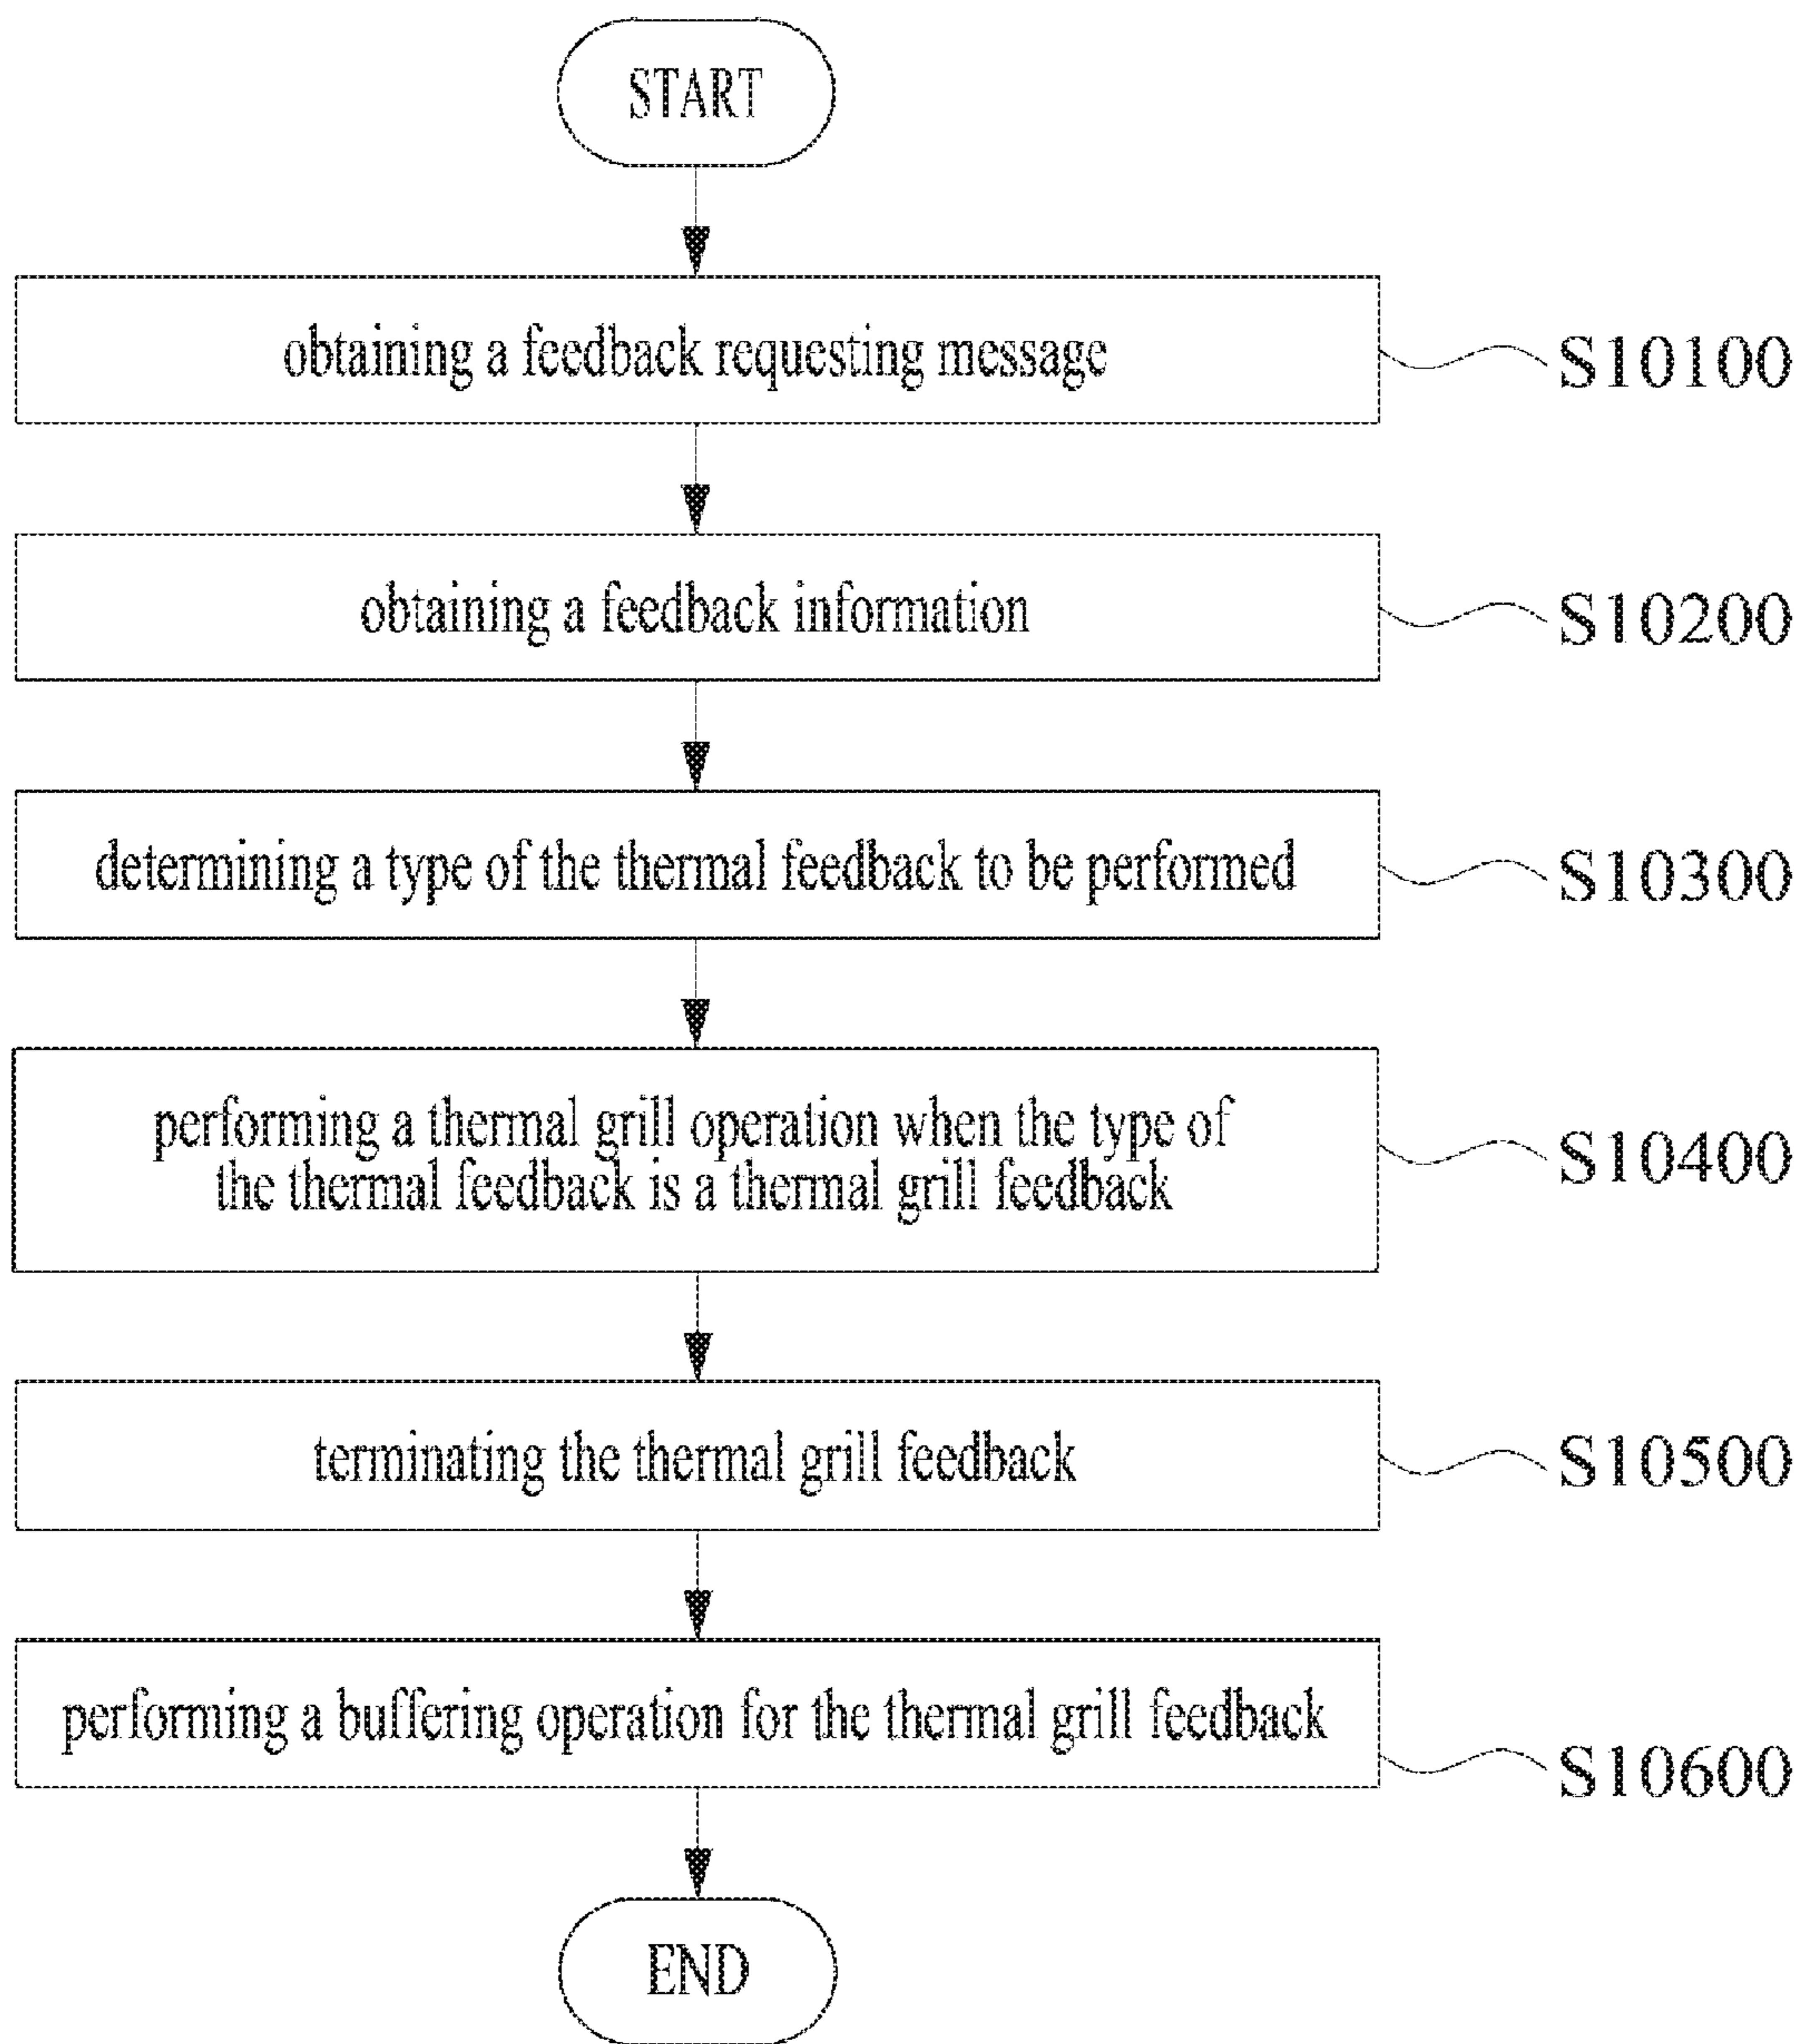 START
obtaining a feedback requesting message
S10100
obtaining a feedback information
S10200
determining a type of the thermal feedback to be performed
S10300
performing a thermal grill operation when the type of
the thermal feedback is a thermal grill feedback
S10400
terminating the thermal grill feedback
S10500
performing a buffering operation for the thermal grill feedback
S10600
END